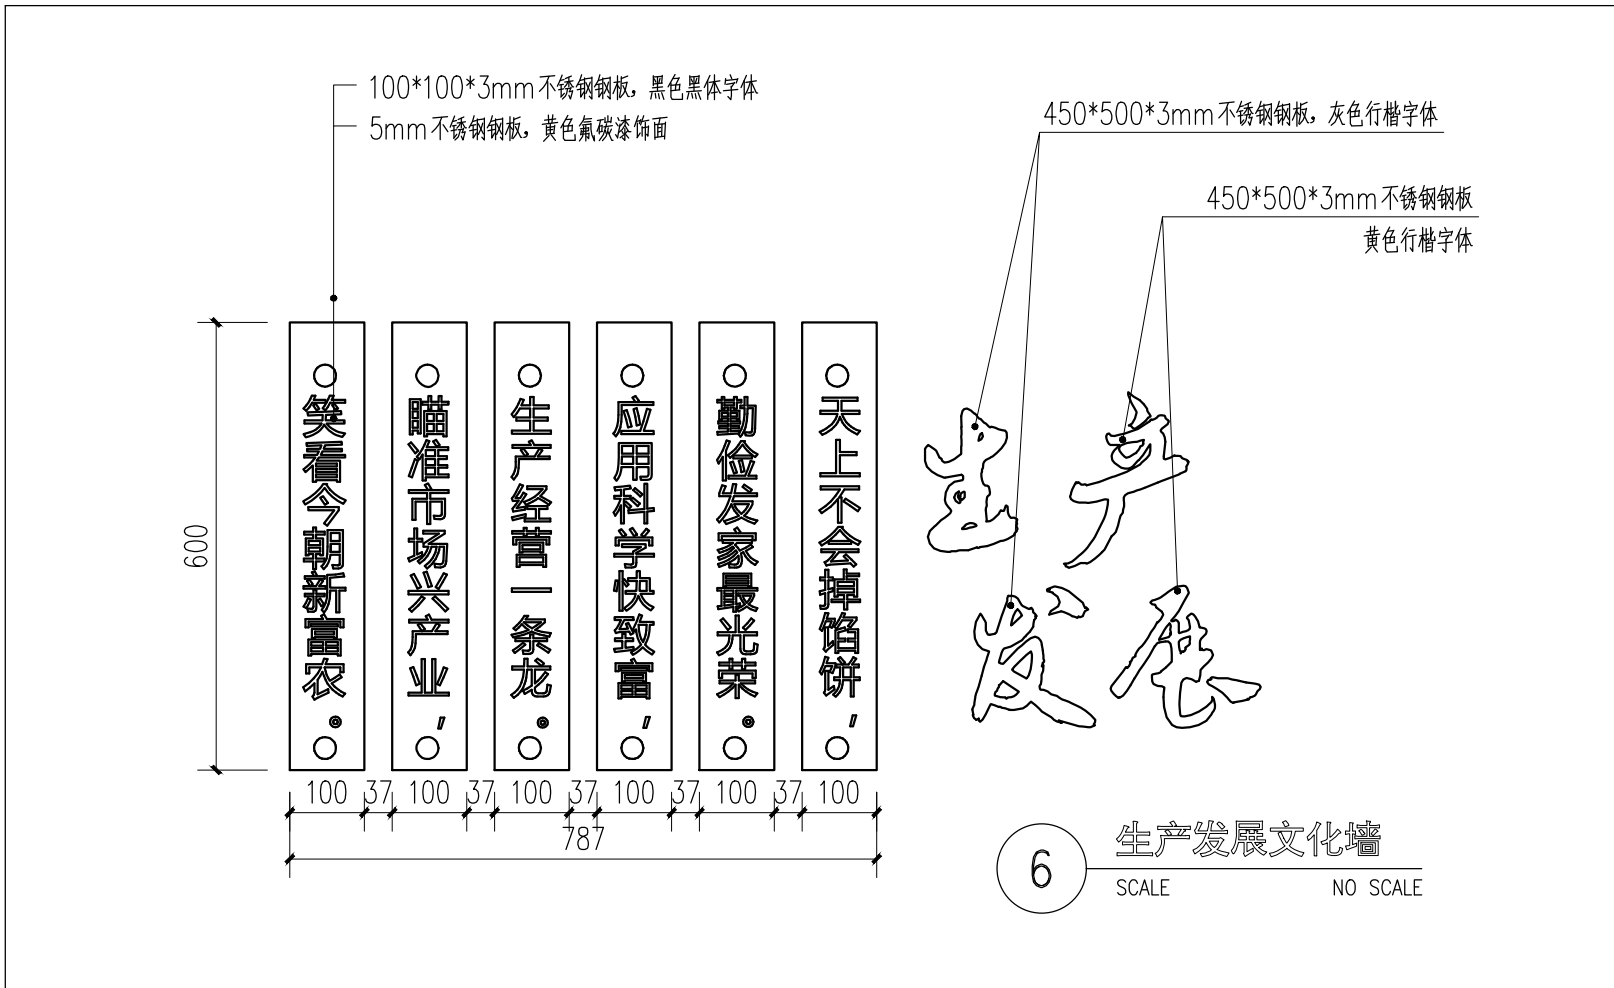 100*100*3mm不锈钢钢板，黑色黑体字体
5mm不锈钢钢板，黄色氟碳漆饰面
450*500*3mm不锈钢钢板，灰色行楷字体
450*500*3mm不锈钢钢板
黄色行楷字体
笑看今朝新富农。
瞄准市场兴产业，
生产经营一条龙。
应用科学快致富，
勤俭发家最光荣。
天上不会掉馅饼，
生产
发展
600
100 37 100 37 100 37 100 37 100 37 100
787
6
生产发展文化墙
SCALE NO SCALE